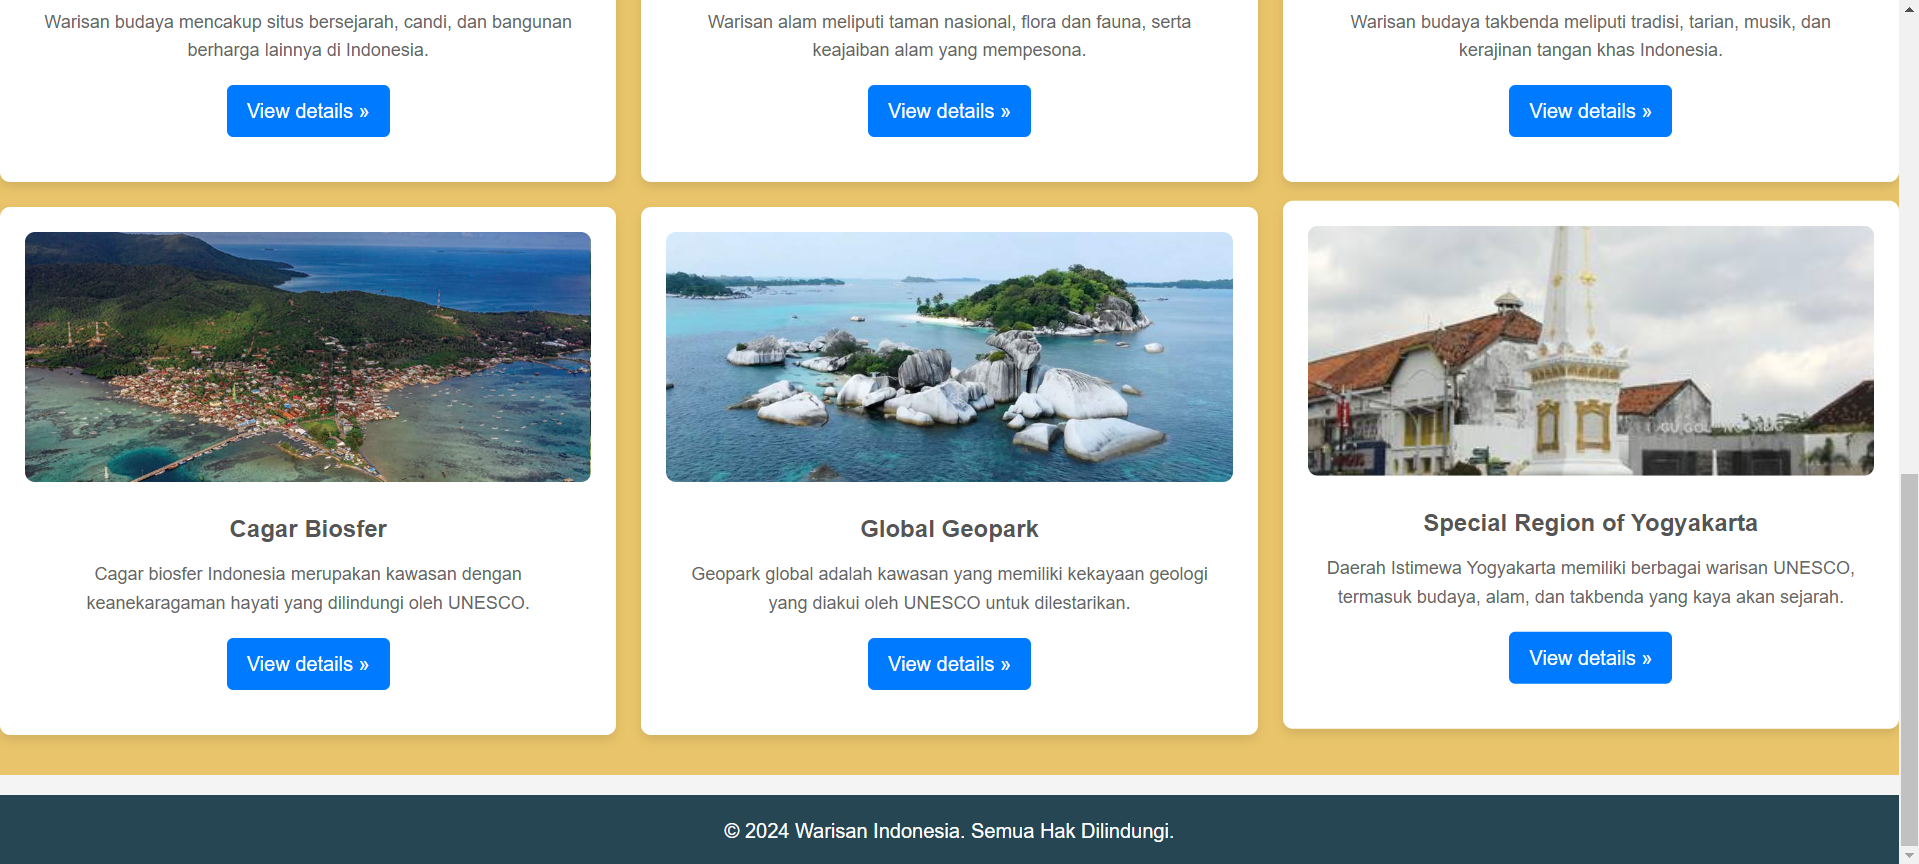 Warisan budaya mencakup situs bersejarah, candi, dan bangunan
berharga lainnya di Indonesia.
View details »
Warisan alam meliputi taman nasional, flora dan fauna, serta
keajaiban alam yang mempesona.
View details »
Warisan budaya takbenda meliputi tradisi, tarian, musik, dan
kerajinan tangan khas Indonesia.
View details »
Cagar Biosfer
Cagar biosfer Indonesia merupakan kawasan dengan
keanekaragaman hayati yang dilindungi oleh UNESCO.
View details »
Global Geopark
Geopark global adalah kawasan yang memiliki kekayaan geologi
yang diakui oleh UNESCO untuk dilestarikan.
View details »
Special Region of Yogyakarta
Daerah Istimewa Yogyakarta memiliki berbagai warisan UNESCO,
termasuk budaya, alam, dan takbenda yang kaya akan sejarah.
View details »
© 2024 Warisan Indonesia. Semua Hak Dilindungi.